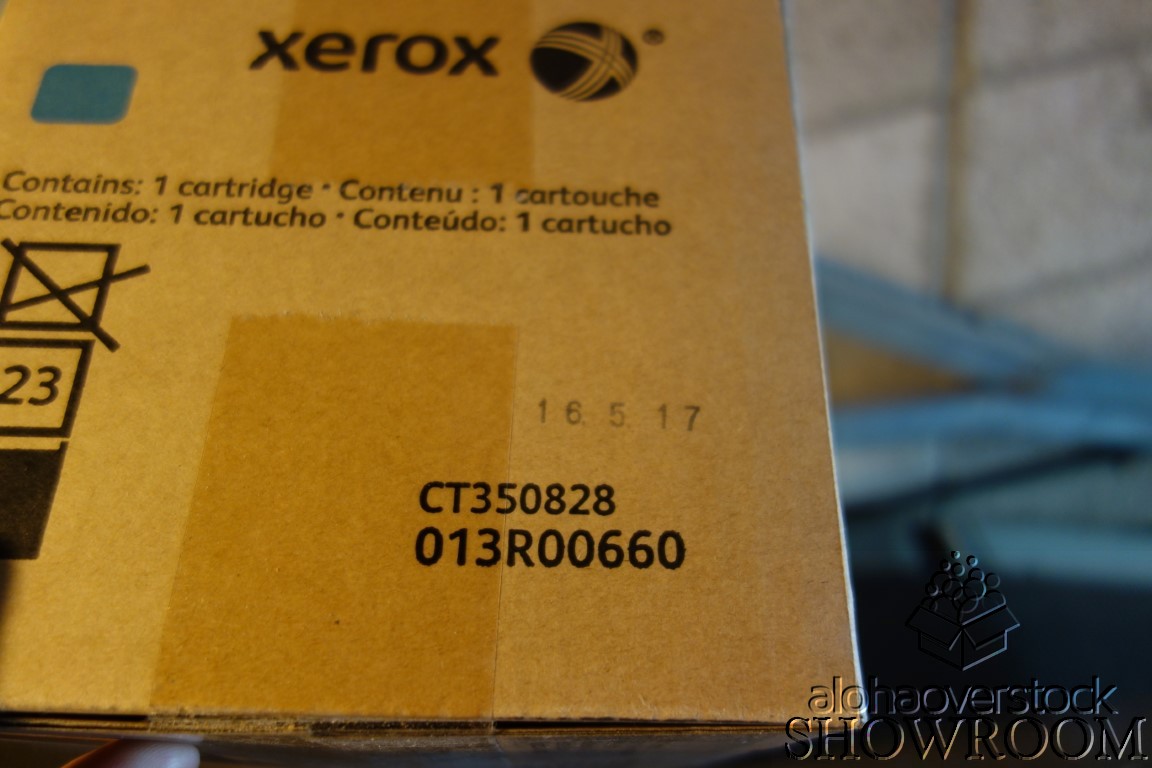 xerox ®
Contains: 1 cartridge • Contenu : 1 cartouche
Contenido: 1 cartucho • Conteúdo: 1 cartucho
23
16. 5. 17
CT350828
013R00660
alohaoverstock
SHOWROOM